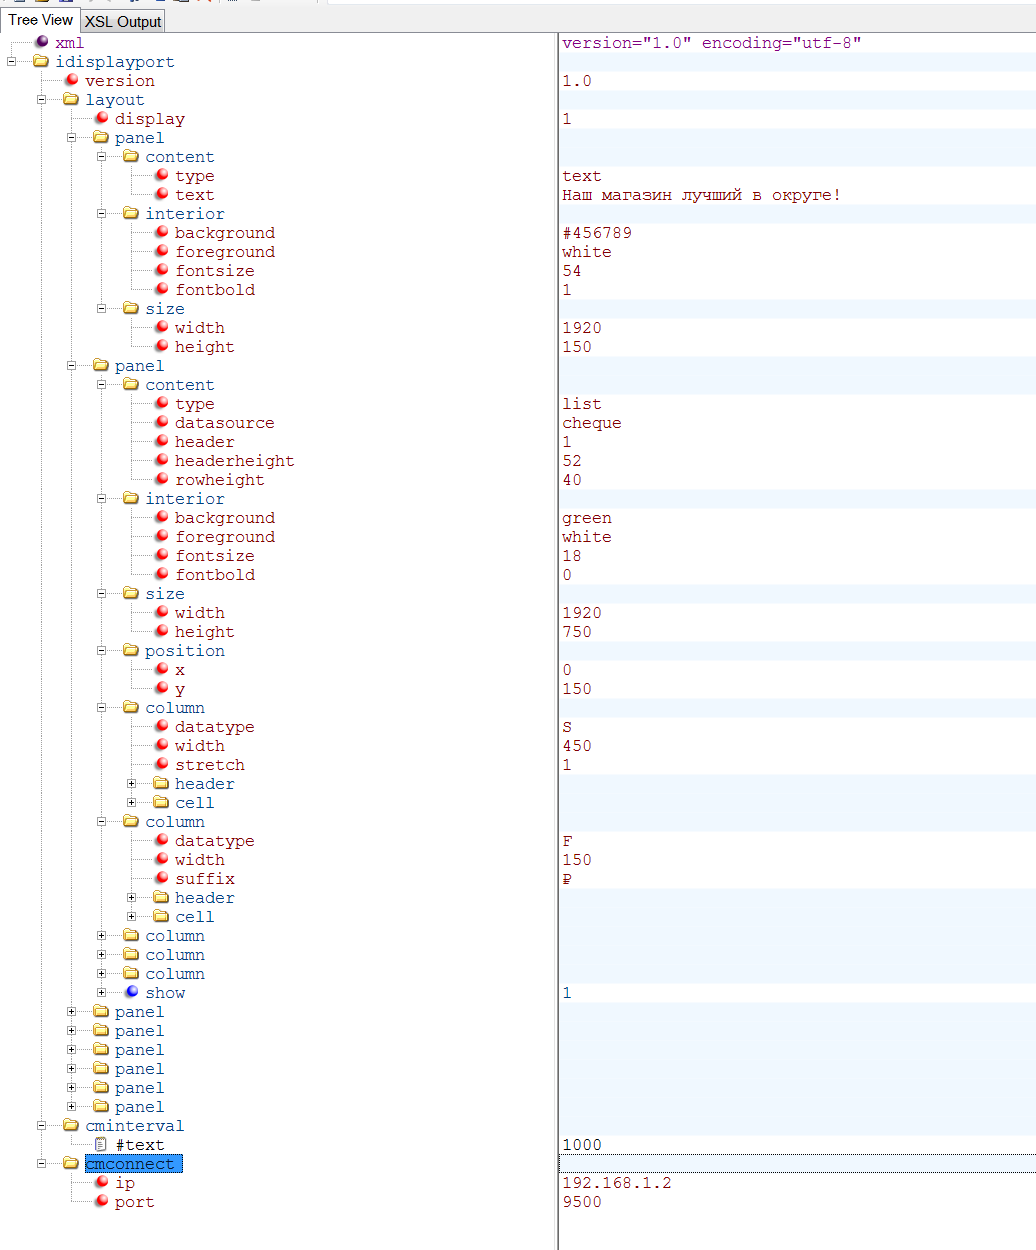 Tree View XSL Output
xml version="1.0" encoding="utf-8"
idisplayport
version 1.0
layout
display 1
panel
content
type text
text Наш магазин лучший в округе!
interior
background #456789
foreground white
fontsize 54
fontbold 1
size
width 1920
height 150
panel
content
type list
datasource cheque
header 1
headerheight 52
rowheight 40
interior
background green
foreground white
fontsize 18
fontbold 0
size
width 1920
height 750
position
x 0
y 150
column
datatype S
width 450
stretch 1
header
cell
column
datatype F
width 150
suffix ₽
header
cell
column
column
column
show 1
panel
panel
panel
panel
panel
panel
cminterval
#text 1000
cmconnect
ip 192.168.1.2
port 9500